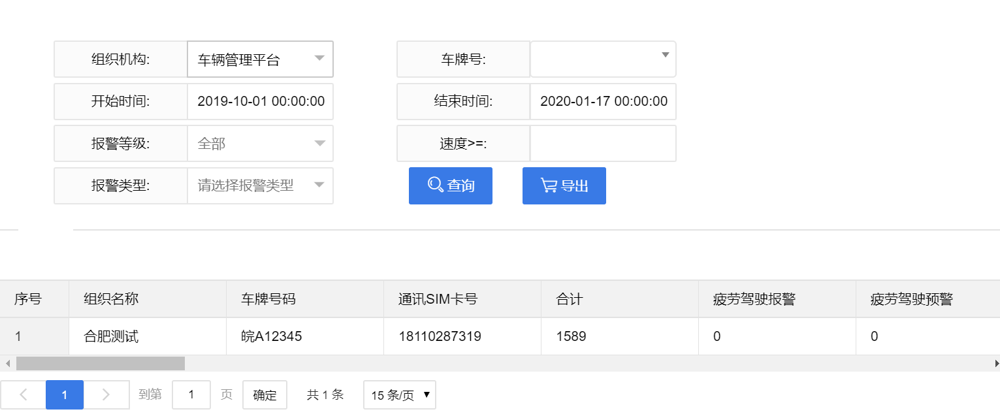 组织机构: 车辆管理平台 车牌号:
开始时间: 2019-10-01 00:00:00 结束时间: 2020-01-17 00:00:00
报警等级: 全部 速度>=:
报警类型: 请选择报警类型 查询 导出
序号 组织名称 车牌号码 通讯SIM卡号 合计 疲劳驾驶报警 疲劳驾驶预警
1 合肥测试 皖A12345 18110287319 1589 0 0
1 到第 1 页 确定 共 1 条 15 条/页